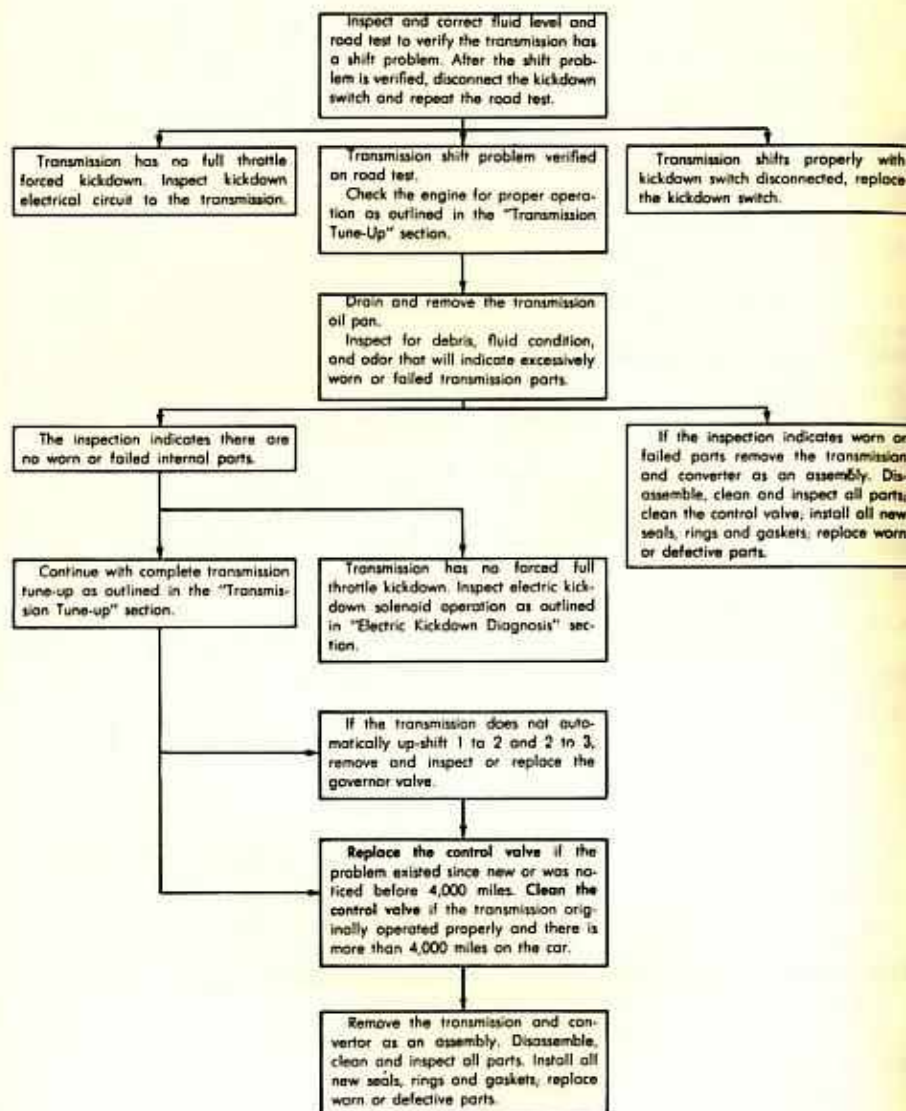 Inspect and correct fluid level and
road test to verify the transmission has
a shift problem. After the shift prob-
lem is verified, disconnect the kickdown
switch and repeat the road test.
Transmission has no full throttle
forced kickdown. Inspect kickdown
electrical circuit to the transmission.
Transmission shift problem verified
on road test.
Check the engine for proper opera-
tion as outlined in the "Transmission
Tune-Up" section.
Transmission shifts properly with
kickdown switch disconnected, replace
the kickdown switch.
Drain and remove the transmission
oil pan.
Inspect for debris, fluid condition,
and odor that will indicate excessively
worn or failed transmission parts.
The inspection indicates there are
no worn or failed internal parts.
If the inspection indicates worn or
failed parts remove the transmission
and converter as an assembly. Dis-
assemble, clean and inspect all parts;
clean the control valve; install all new
seals, rings and gaskets; replace worn
or defective parts.
Continue with complete transmission
tune-up as outlined in the "Transmis-
sion Tune-up" section.
Transmission has no forced full
throttle kickdown. Inspect electric kick-
down solenoid operation as outlined
in "Electric Kickdown Diagnosis" sec-
tion.
If the transmission does not auto-
matically up-shift 1 to 2 and 2 to 3,
remove and inspect or replace the
governor valve.
Replace the control valve if the
problem existed since new or was no-
ticed before 4,000 miles. Clean the
control valve if the transmission orig-
inally operated properly and there is
more than 4,000 miles on the car.
Remove the transmission and con-
vertor as an assembly. Disassemble,
clean and inspect all parts. Install all
new seals, rings and gaskets; replace
worn or defective parts.